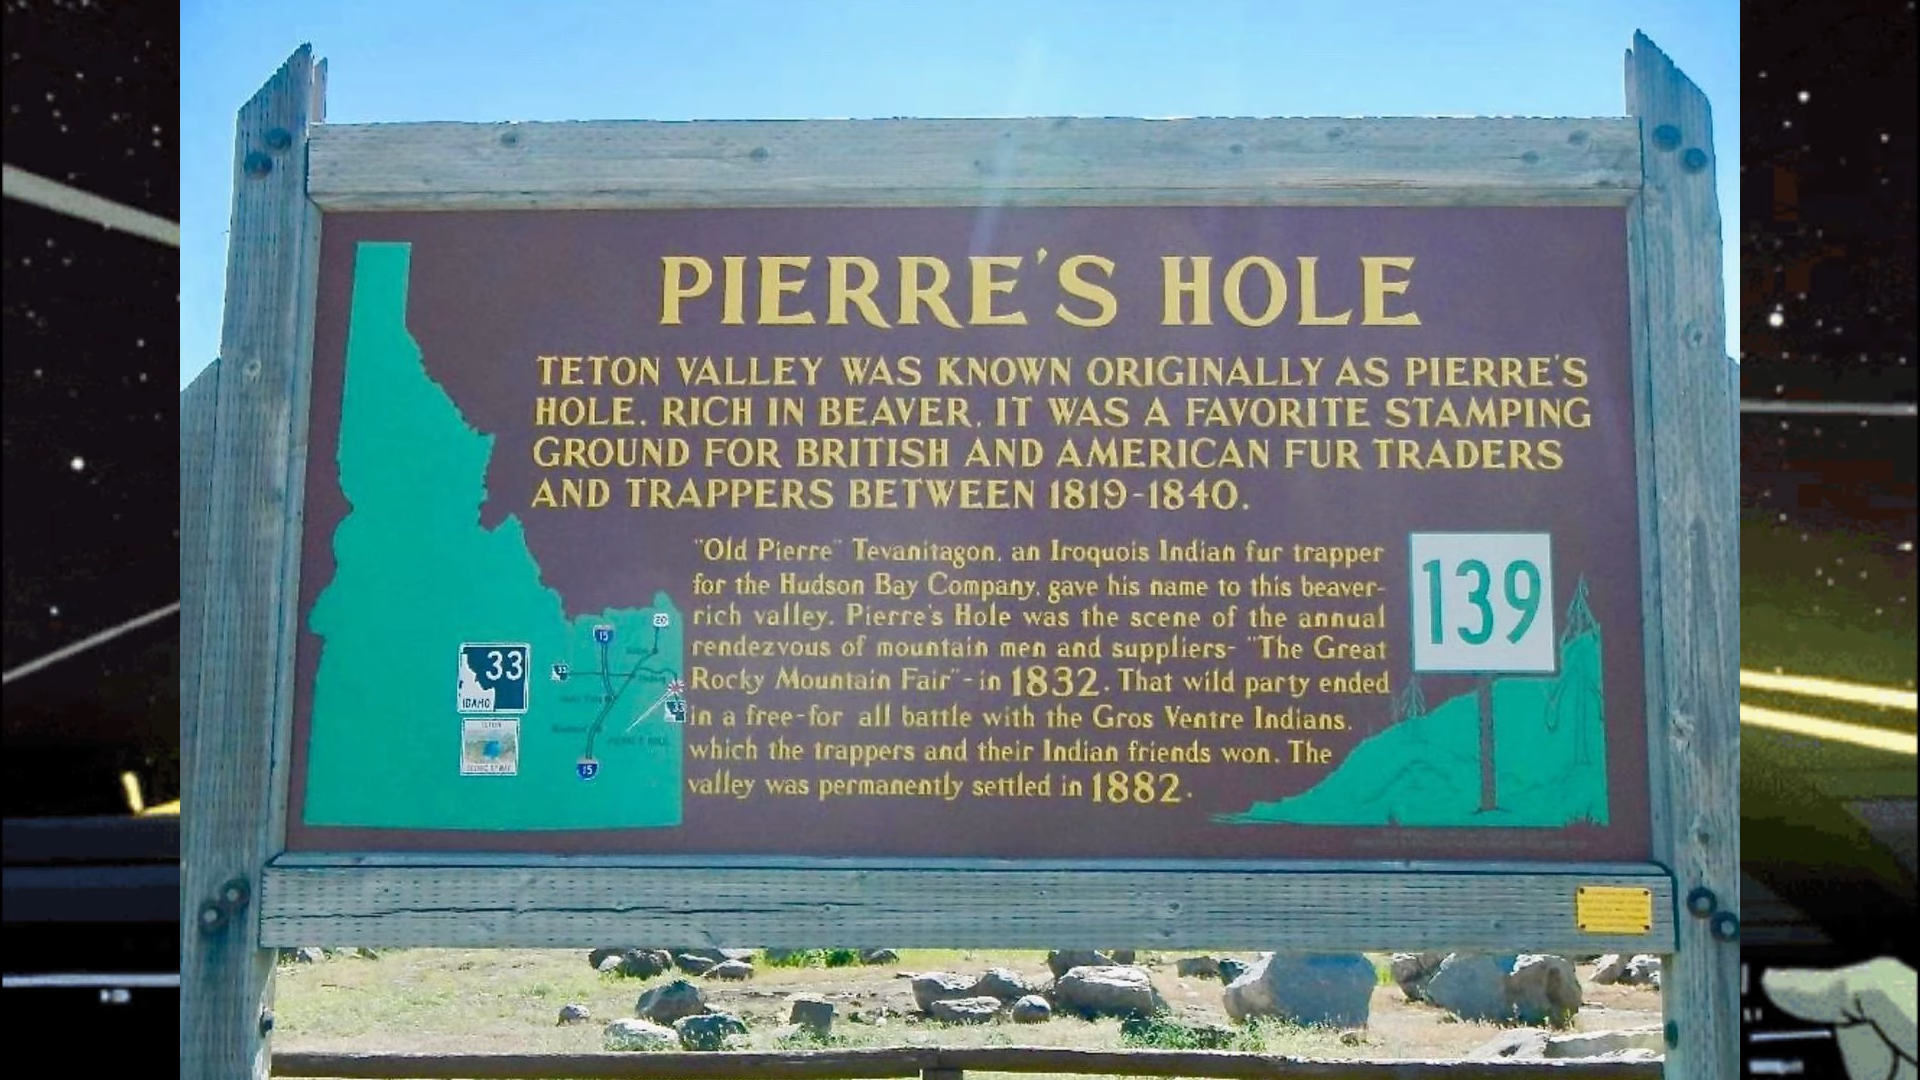 PIERRE'S HOLE
TETON VALLEY WAS KNOWN ORIGINALLY AS PIERRE'S
HOLE. RICH IN BEAVER, IT WAS A FAVORITE STAMPING
GROUND FOR BRITISH AND AMERICAN FUR TRADERS
AND TRAPPERS BETWEEN 1819-1840.
"Old Pierre" Tevanitagon, an Iroquois Indian fur trapper
for the Hudson Bay Company, gave his name to this beaver-
rich valley. Pierre's Hole was the scene of the annual
rendezvous of mountain men and suppliers- "The Great
Rocky Mountain Fair"- in 1832. That wild party ended
in a free-for all battle with the Gros Ventre Indians,
which the trappers and their Indian friends won. The
valley was permanently settled in 1882.
139
33
IDAHO
TETON
20
15
33
33
15